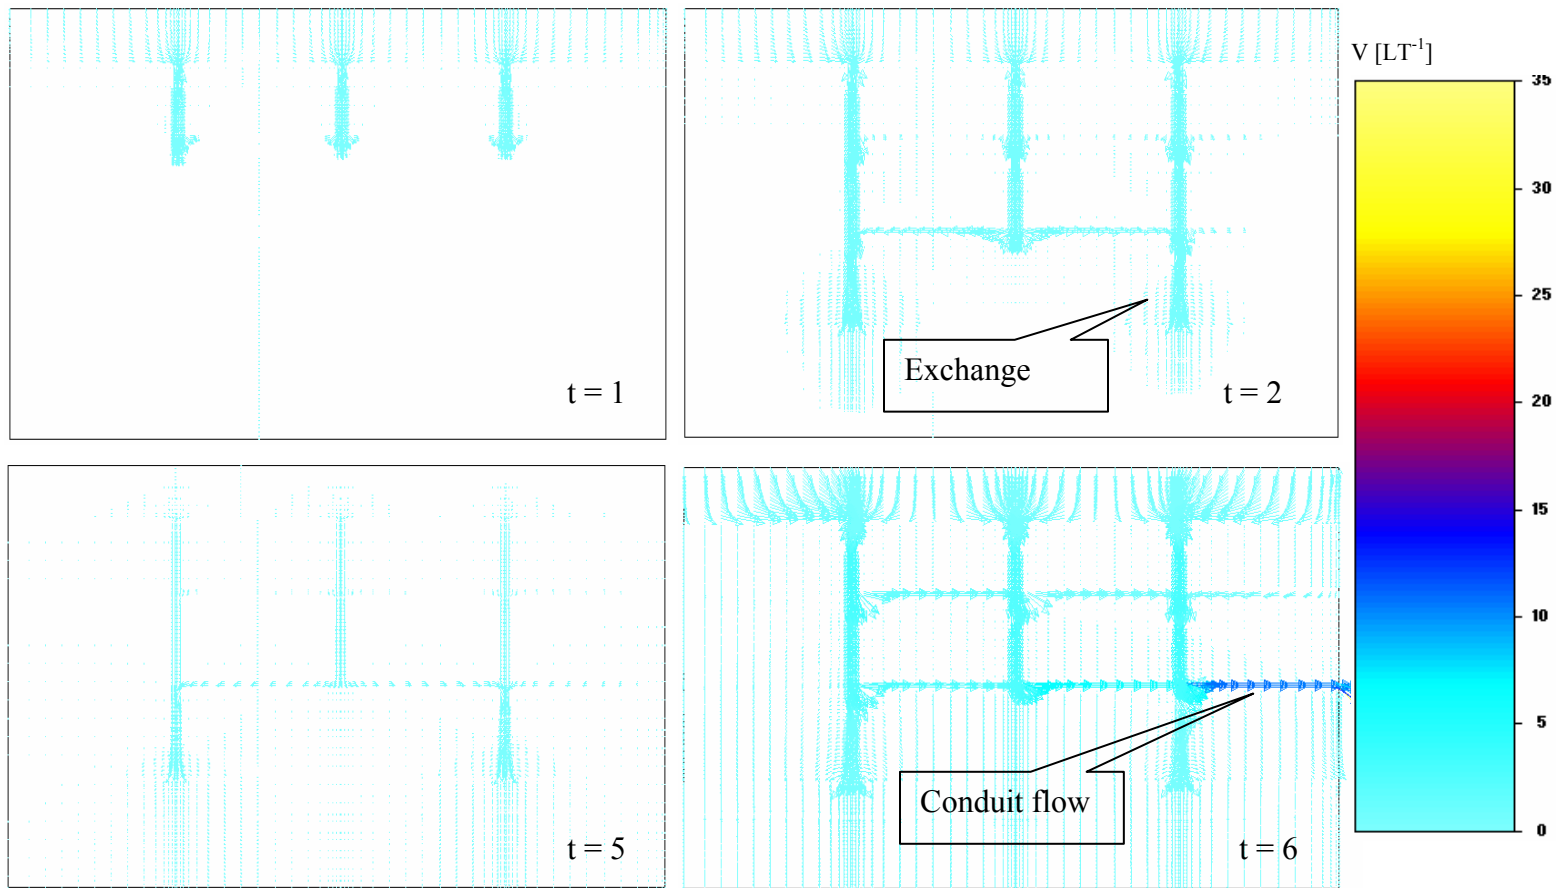 V [LT⁻¹]
35
30
25
20
15
10
5
0
t = 1
Exchange
t = 2
t = 5
Conduit flow
t = 6